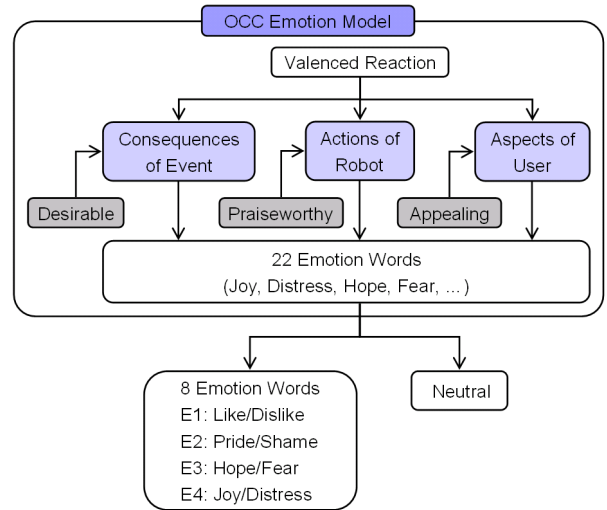 OCC Emotion Model
Valenced Reaction
Consequences
of Event
Actions of
Robot
Aspects of
User
Desirable
Praiseworthy
Appealing
22 Emotion Words
(Joy, Distress, Hope, Fear, ... )
8 Emotion Words
E1: Like/Dislike
E2: Pride/Shame
E3: Hope/Fear
E4: Joy/Distress
Neutral